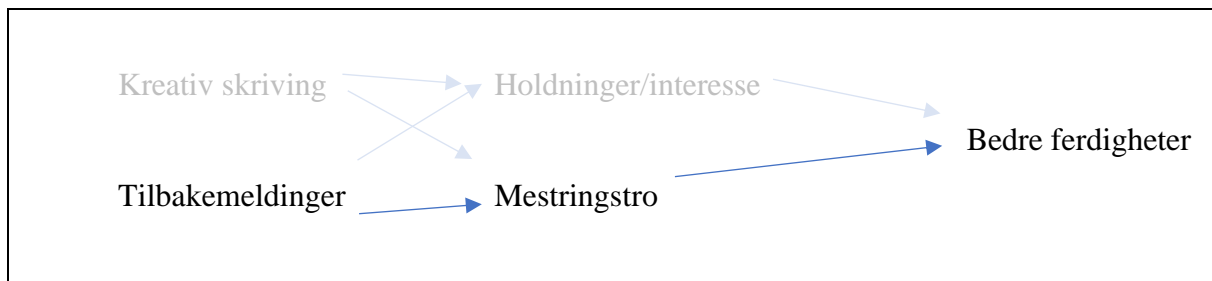 Kreativ skriving
Holdninger/interesse
Bedre ferdigheter
Tilbakemeldinger
Mestringstro